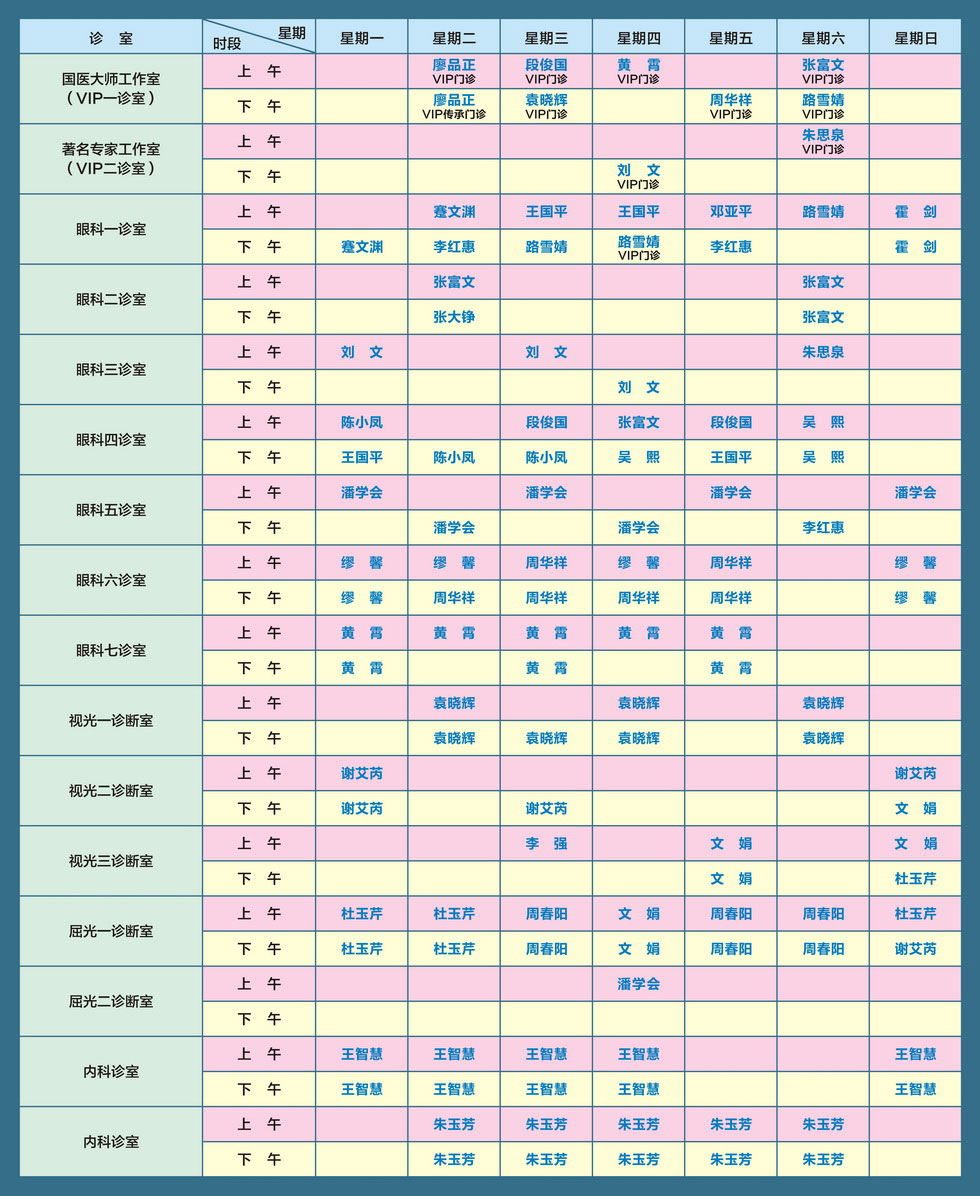 诊 室 时段 星期 星期一 星期二 星期三 星期四 星期五 星期六 星期日
国医大师工作室
（VIP一诊室）
上 午 廖品正 段俊国 黄 霄 张富文
VIP门诊 VIP门诊 VIP门诊 VIP门诊
下 午 廖品正 袁晓辉 周华祥 路雪婧
VIP传承门诊 VIP门诊 VIP门诊 VIP门诊
著名专家工作室
（VIP二诊室）
上 午 朱思泉
VIP门诊
下 午 刘 文
VIP门诊
眼科一诊室
上 午 蹇文渊 王国平 王国平 邓亚平 路雪婧 霍 剑
下 午 蹇文渊 李红惠 路雪婧 路雪婧 李红惠 霍 剑
VIP门诊
眼科二诊室
上 午 张富文 张富文
下 午 张大铮 张富文
眼科三诊室
上 午 刘 文 刘 文 朱思泉
下 午 刘 文
眼科四诊室
上 午 陈小凤 段俊国 张富文 段俊国 吴 熙
下 午 王国平 陈小凤 陈小凤 吴 熙 王国平 吴 熙
眼科五诊室
上 午 潘学会 潘学会 潘学会 潘学会
下 午 潘学会 潘学会 李红惠
眼科六诊室
上 午 缪 馨 缪 馨 周华祥 缪 馨 周华祥 缪 馨
下 午 缪 馨 周华祥 周华祥 周华祥 周华祥 缪 馨
眼科七诊室
上 午 黄 霄 黄 霄 黄 霄 黄 霄 黄 霄
下 午 黄 霄 黄 霄 黄 霄
视光一诊断室
上 午 袁晓辉 袁晓辉 袁晓辉
下 午 袁晓辉 袁晓辉 袁晓辉 袁晓辉
视光二诊断室
上 午 谢艾芮 谢艾芮
下 午 谢艾芮 谢艾芮 文 娟
视光三诊断室
上 午 李 强 文 娟 文 娟
下 午 文 娟 杜玉芹
屈光一诊断室
上 午 杜玉芹 杜玉芹 周春阳 文 娟 周春阳 周春阳 杜玉芹
下 午 杜玉芹 杜玉芹 周春阳 文 娟 周春阳 周春阳 谢艾芮
屈光二诊断室
上 午 潘学会
下 午
内科诊室
上 午 王智慧 王智慧 王智慧 王智慧 王智慧
下 午 王智慧 王智慧 王智慧 王智慧 王智慧
内科诊室
上 午 朱玉芳 朱玉芳 朱玉芳 朱玉芳 朱玉芳
下 午 朱玉芳 朱玉芳 朱玉芳 朱玉芳 朱玉芳